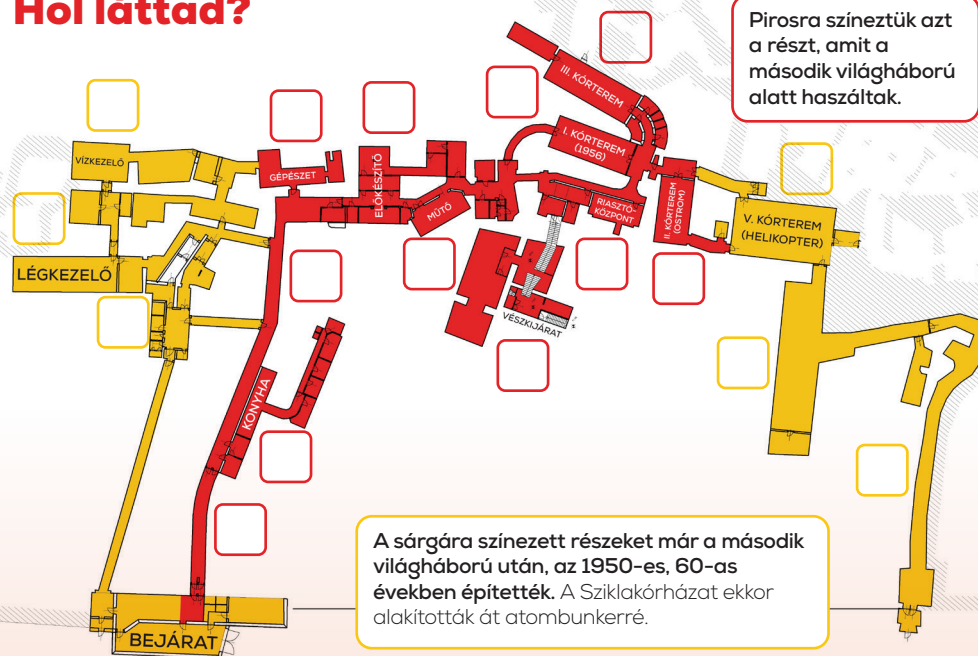 Hol láttad?
Pirosra színeztük azt
a részt, amit a
második világháború
alatt haszáltak.
III. KÓRTEREM
I. KÓRTEREM
(1956)
VÍZKEZELŐ
GÉPÉSZET
ELŐKÉSZÍTŐ
MŰTŐ
RIASZTÓ-
KÖZPONT
II. KÓRTEREM
(OSTROM)
V. KÓRTEREM
(HELIKOPTER)
LÉGKEZELŐ
VÉSZKIJÁRAT
KONYHA
A sárgára színezett részeket már a második
világháború után, az 1950-es, 60-as
években építették. A Sziklakórházat ekkor
alakították át atombunkerré.
BEJÁRAT